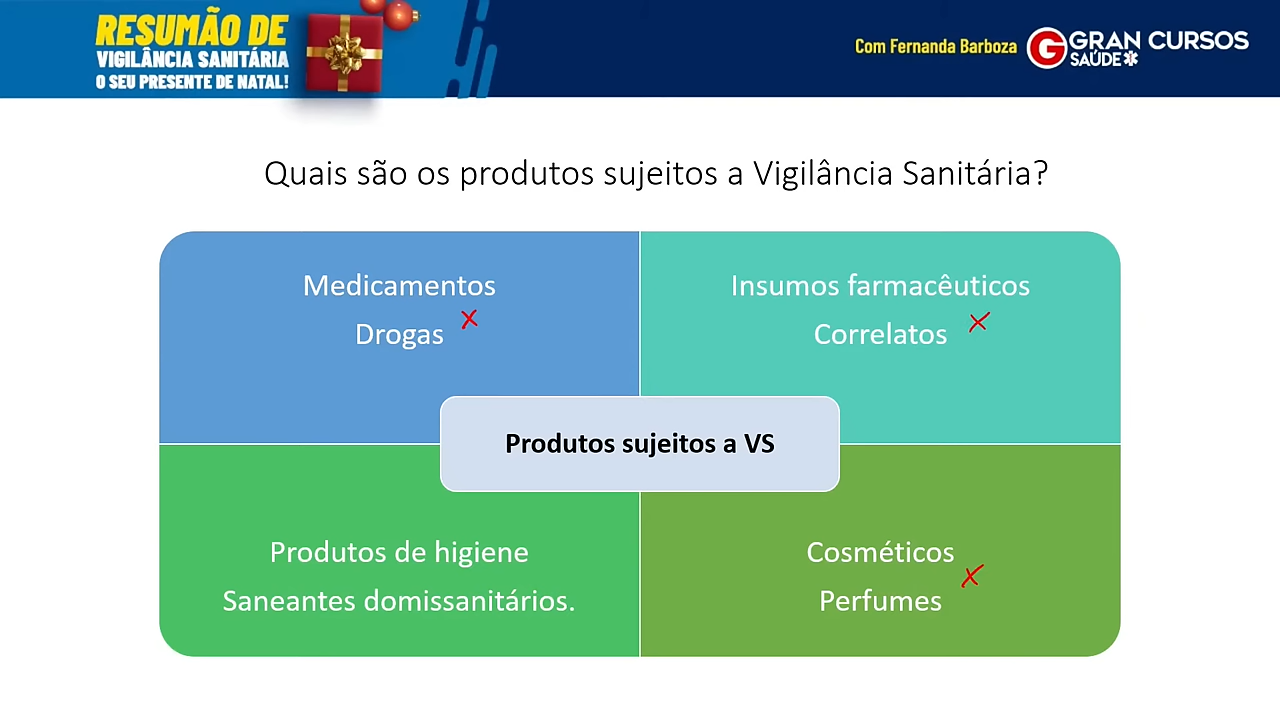 RESUMÃO DE
VIGILÂNCIA SANITÁRIA
O SEU PRESENTE DE NATAL!
Com Fernanda Barboza
GRAN CURSOS
SAÚDE
Quais são os produtos sujeitos a Vigilância Sanitária?
Medicamentos
Drogas
Insumos farmacêuticos
Correlatos
Produtos sujeitos a VS
Produtos de higiene
Saneantes domissanitários.
Cosméticos
Perfumes